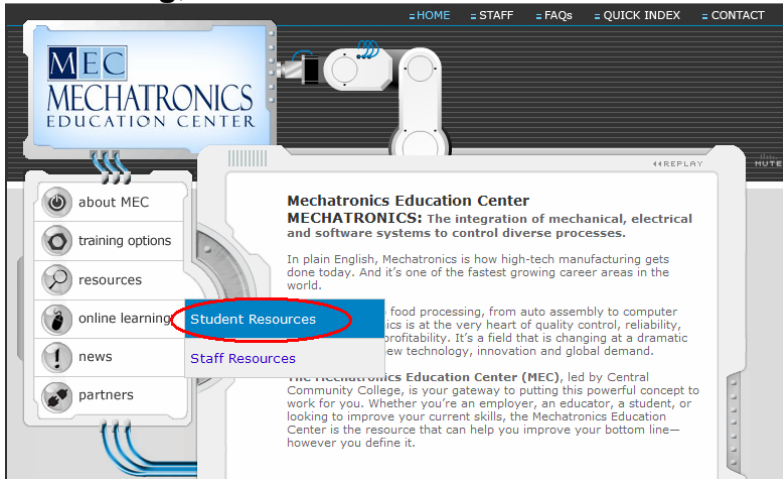 HOME STAFF FAQs QUICK INDEX CONTACT
MEC
MECHATRONICS
EDUCATION CENTER
REPLAY
MUTE
about MEC
training options
resources
online learning
news
partners
Student Resources
Staff Resources
Mechatronics Education Center
MECHATRONICS: The integration of mechanical, electrical
and software systems to control diverse processes.
In plain English, Mechatronics is how high-tech manufacturing gets
done today. And it's one of the fastest growing career areas in the
world.
food processing, from auto assembly to computer
ics is at the very heart of quality control, reliability,
rofitability. It's a field that is changing at a dramatic
ew technology, innovation and global demand.
The Mechatronics Education Center (MEC), led by Central
Community College, is your gateway to putting this powerful concept to
work for you. Whether you're an employer, an educator, a student, or
looking to improve your current skills, the Mechatronics Education
Center is the resource that can help you improve your bottom line—
however you define it.